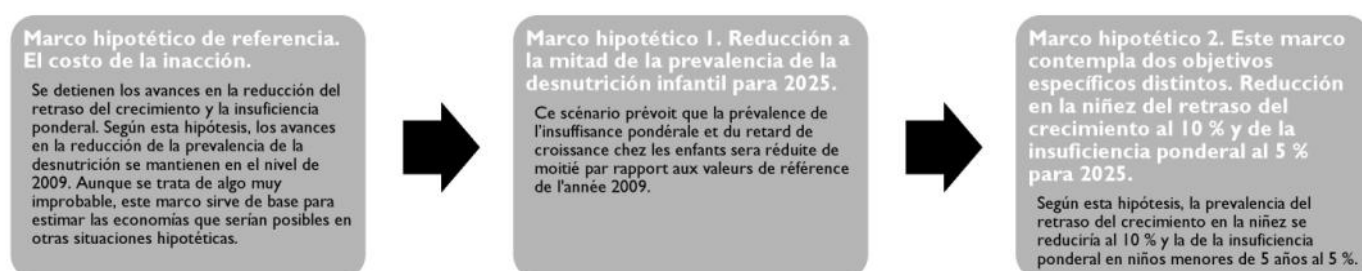 Marco hipotético de referencia.
El costo de la inacción.
Se detienen los avances en la reducción del
retraso del crecimiento y la insuficiencia
ponderal. Según esta hipótesis, los avances
en la reducción de la prevalencia de la
desnutrición se mantienen en el nivel de
2009. Aunque se trata de algo muy
improbable, este marco sirve de base para
estimar las economías que serían posibles en
otras situaciones hipotéticas.
Marco hipotético 1. Reducción a
la mitad de la prevalencia de la
desnutrición infantil para 2025.
Ce scénario prévoit que la prévalence de
l'insuffisance pondérale et du retard de
croissance chez les enfants sera réduite de
moitié par rapport aux valeurs de référence
de l'année 2009.
Marco hipotético 2. Este marco
contempla dos objetivos
específicos distintos. Reducción
en la niñez del retraso del
crecimiento al 10 % y de la
insuficiencia ponderal al 5 %
para 2025.
Según esta hipótesis, la prevalencia del
retraso del crecimiento en la niñez se
reduciría al 10 % y la de la insuficiencia
ponderal en niños menores de 5 años al 5 %.